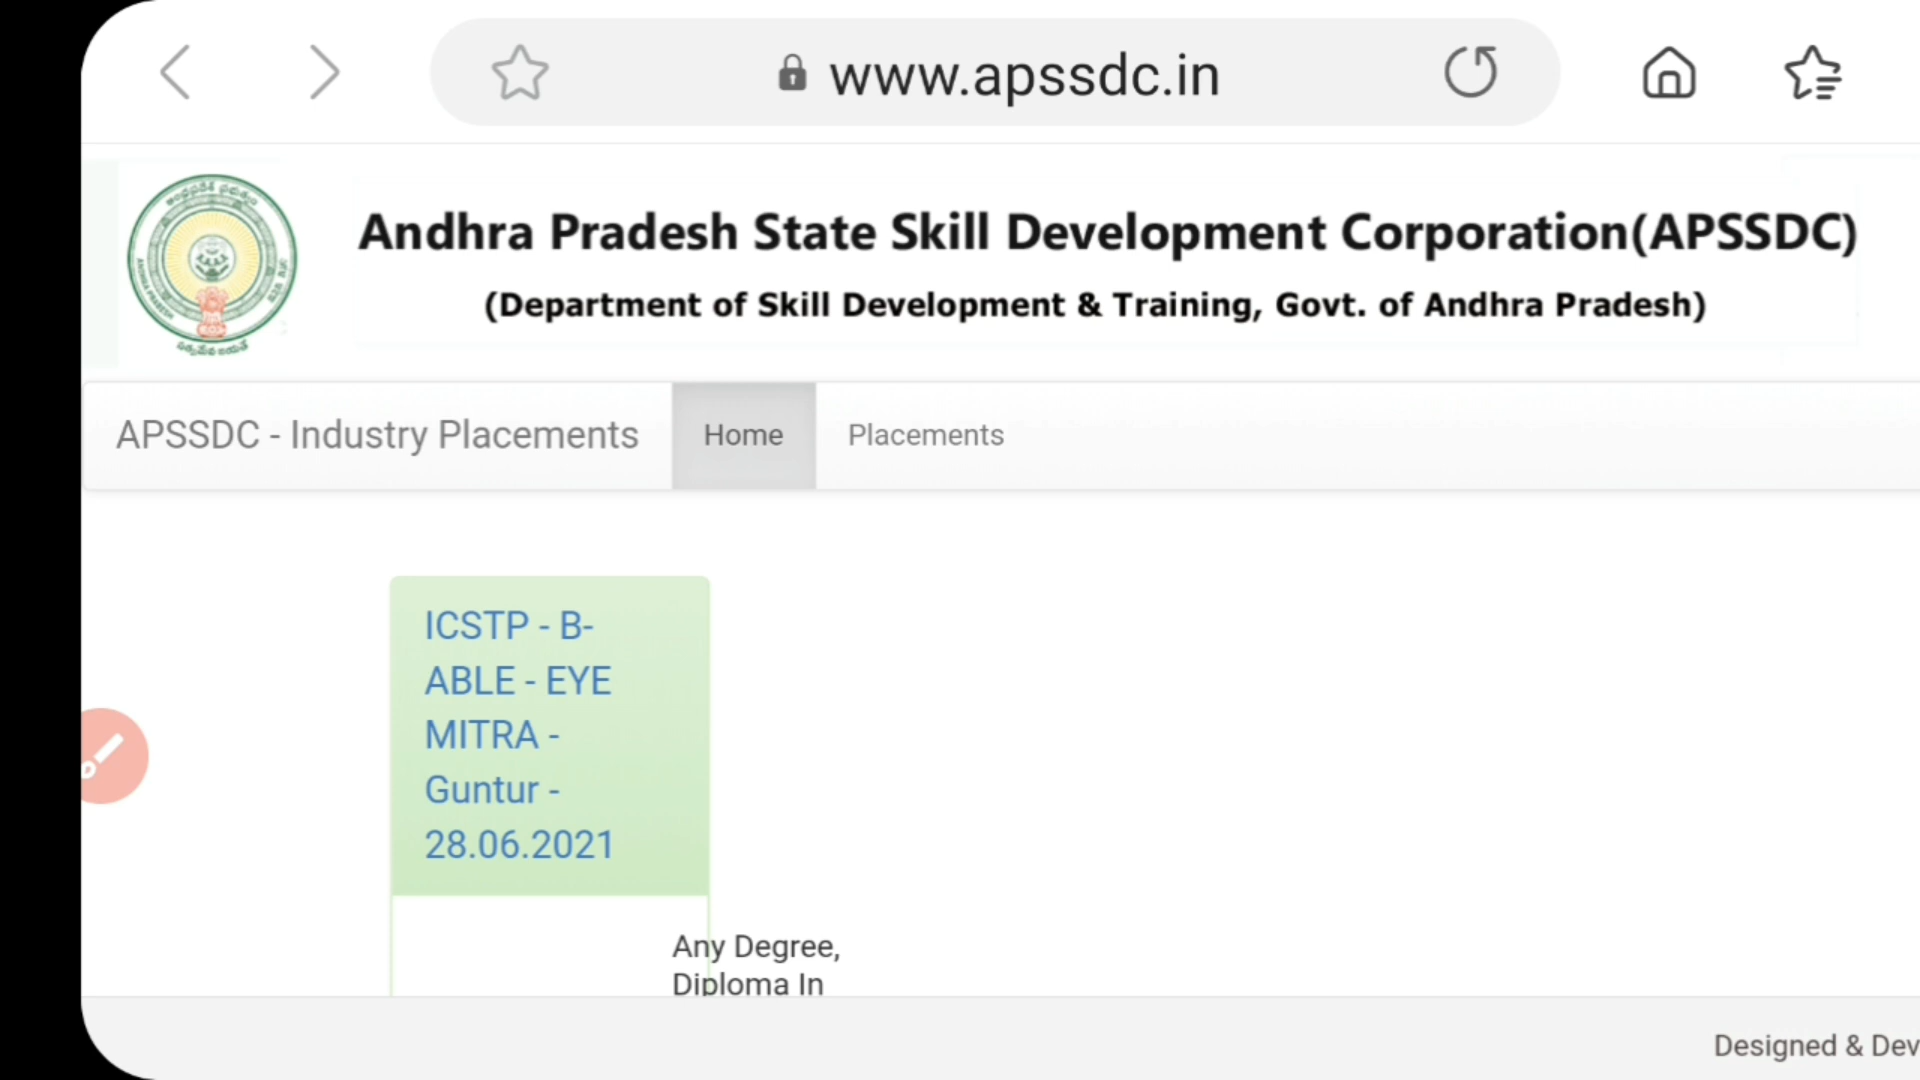 www.apssdc.in
Andhra Pradesh State Skill Development Corporation(APSSDC)
(Department of Skill Development & Training, Govt. of Andhra Pradesh)
APSSDC - Industry Placements
Home
Placements
ICSTP - B-
ABLE - EYE
MITRA -
Guntur -
28.06.2021
Any Degree,
Diploma In
Designed & Dev